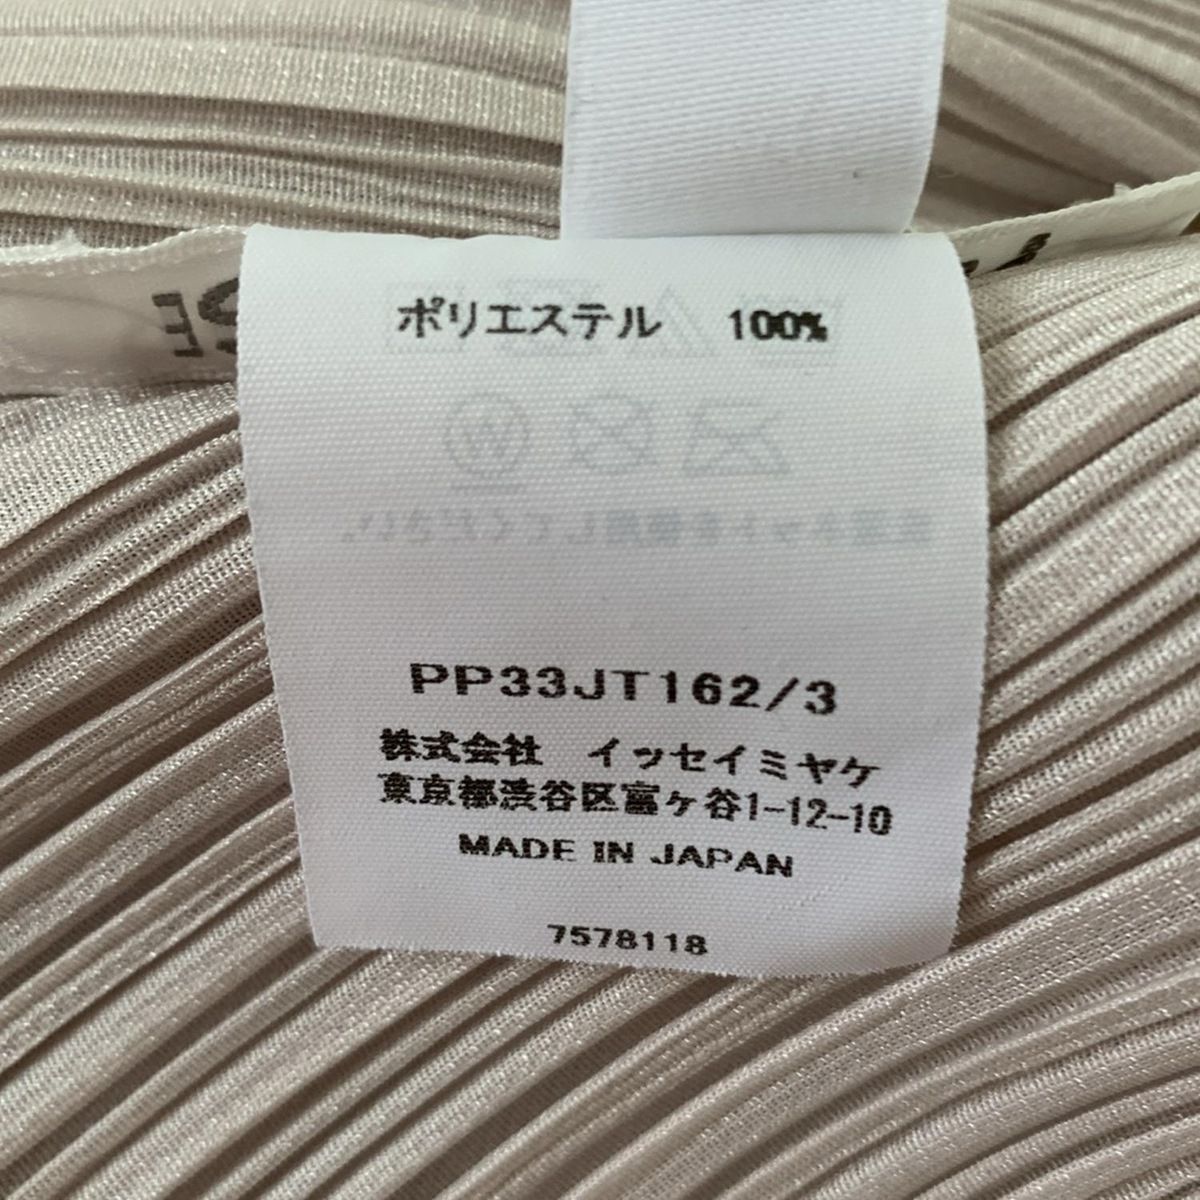 ポリエステル 100%
PP33JT162/3
株式会社 イッセイミヤケ
東京都渋谷区富ヶ谷1-12-10
MADE IN JAPAN
7578118